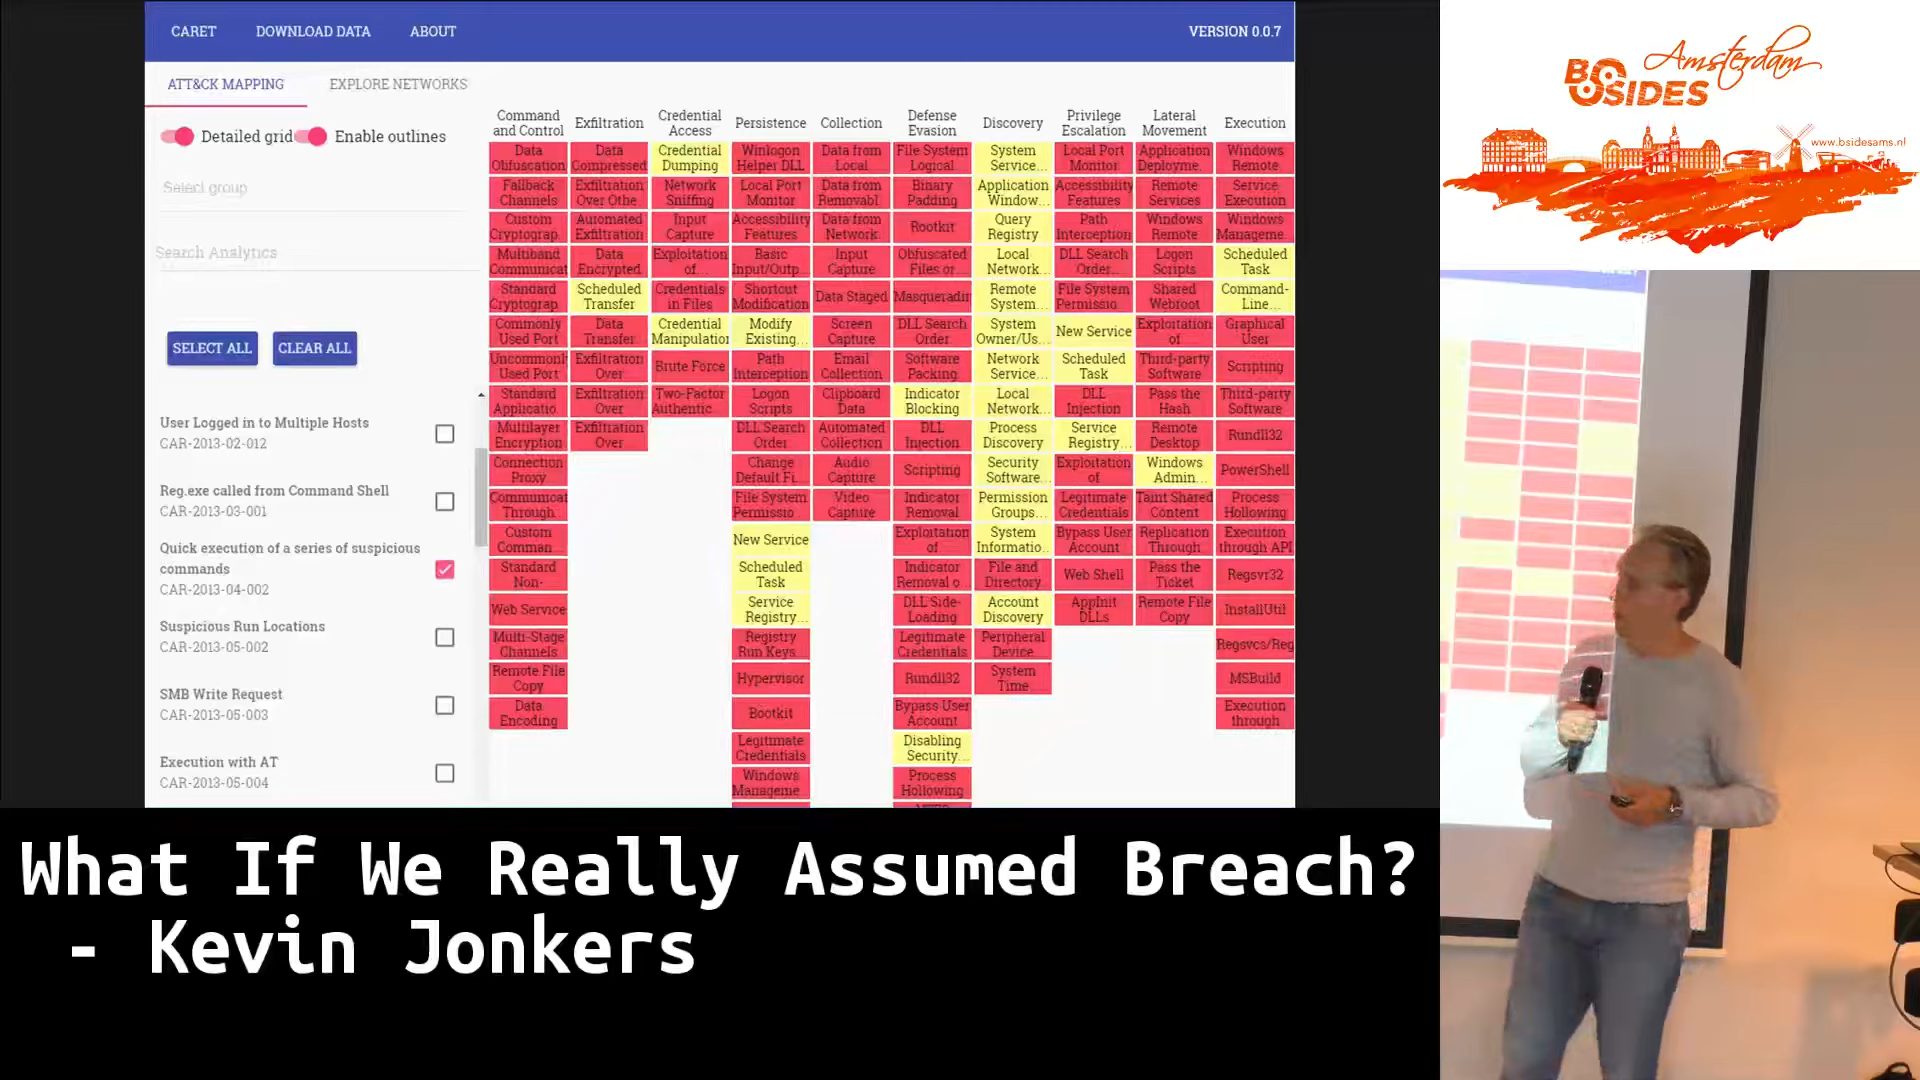 CARET DOWNLOAD DATA ABOUT VERSION 0.0.7
ATT&CK MAPPING EXPLORE NETWORKS
Detailed grid Enable outlines
Select group
Search Analytics
SELECT ALL CLEAR ALL
User Logged in to Multiple Hosts
CAR-2013-02-012
Reg.exe called from Command Shell
CAR-2013-03-001
Quick execution of a series of suspicious
commands
CAR-2013-04-002
Suspicious Run Locations
CAR-2013-05-002
SMB Write Request
CAR-2013-05-003
Execution with AT
CAR-2013-05-004
Command
and Control
Data
Obfuscation
Fallback
Channels
Custom
Cryptograp.
Multiband
Communicat
Standard
Cryptograp.
Commonly
Used Port
Uncommonly
Used Port
Standard
Applicatio.
Multilayer
Encryption
Connection
Proxy
Communicat
Through
Custom
Comman...
Standard
Non-
Web Service
Multi-Stage
Channels
Remote File
Copy
Data
Encoding
Exfiltration
Data
Compressed
Exfiltration
Over Othe
Automated
Exfiltration
Data
Encrypted
Scheduled
Transfer
Data
Transfer
Exfiltration
Over
Exfiltration
Over
Exfiltration
Over
Credential
Access
Credential
Dumping
Network
Sniffing
Input
Capture
Exploitation
of...
Credentials
in Files
Credential
Manipulation
Brute Force
Two-Factor
Authentic...
Persistence
Winlogon
Helper DLL
Local Port
Monitor
Accessibility
Features
Basic
Input/Outp...
Shortcut
Modification
Modify
Existing...
Path
Interception
Logon
Scripts
DLL Search
Order
Change
Default Fi...
File System
Permissio...
New Service
Scheduled
Task
Service
Registry...
Registry
Run Keys...
Hypervisor
Bootkit
Legitimate
Credentials
Windows
Manageme...
Collection
Data from
Local
Data from
Removabl.
Data from
Network
Input
Capture
Data Staged
Screen
Capture
Email
Collection
Clipboard
Data
Automated
Collection
Audio
Capture
Video
Capture
Defense
Evasion
File System
Logical
Binary
Padding
Rootkit
Obfuscated
Files or...
Masqueradin
DLL Search
Order
Software
Packing
Indicator
Blocking
DLL
Injection
Scripting
Indicator
Removal
Exploitation
of
Indicator
Removal o...
DLL Side-
Loading
Legitimate
Credentials
Rundll32
Bypass User
Account
Disabling
Security...
Process
Hollowing
Discovery
System
Service...
Application
Window...
Query
Registry
Local
Network...
Remote
System...
System
Owner/Us...
Network
Service...
Local
Network...
Process
Discovery
Security
Software...
Permission
Groups...
System
Informatio..
File and
Directory...
Account
Discovery
Peripheral
Device...
System
Time...
Privilege
Escalation
Local Port
Monitor
Accessibility
Features
Path
Interception
DLL Search
Order...
File System
Permissio...
New Service
Scheduled
Task
DLL
Injection
Service
Registry...
Exploitation
of
Legitimate
Credentials
Bypass User
Account
Web Shell
AppInit
DLLs
Lateral
Movement
Application
Deployme..
Remote
Services
Windows
Remote
Logon
Scripts
Shared
Webroot
Exploitation
of
Third-party
Software
Pass the
Hash
Remote
Desktop
Windows
Admin...
Taint Shared
Content
Replication
Through
Pass the
Ticket
Remote File
Copy
Execution
Windows
Remote
Service
Execution
Windows
Manageme.
Scheduled
Task
Command-
Line...
Graphical
User
Scripting
Third-party
Software
Rundll32
PowerShell
Process
Hollowing
Execution
through API
Regsvr32
InstallUtil
Regsvcs/Reg
MSBuild
Execution
through
BSIDES Amsterdam
www.bsidesams.nl
What If We Really Assumed Breach?
- Kevin Jonkers